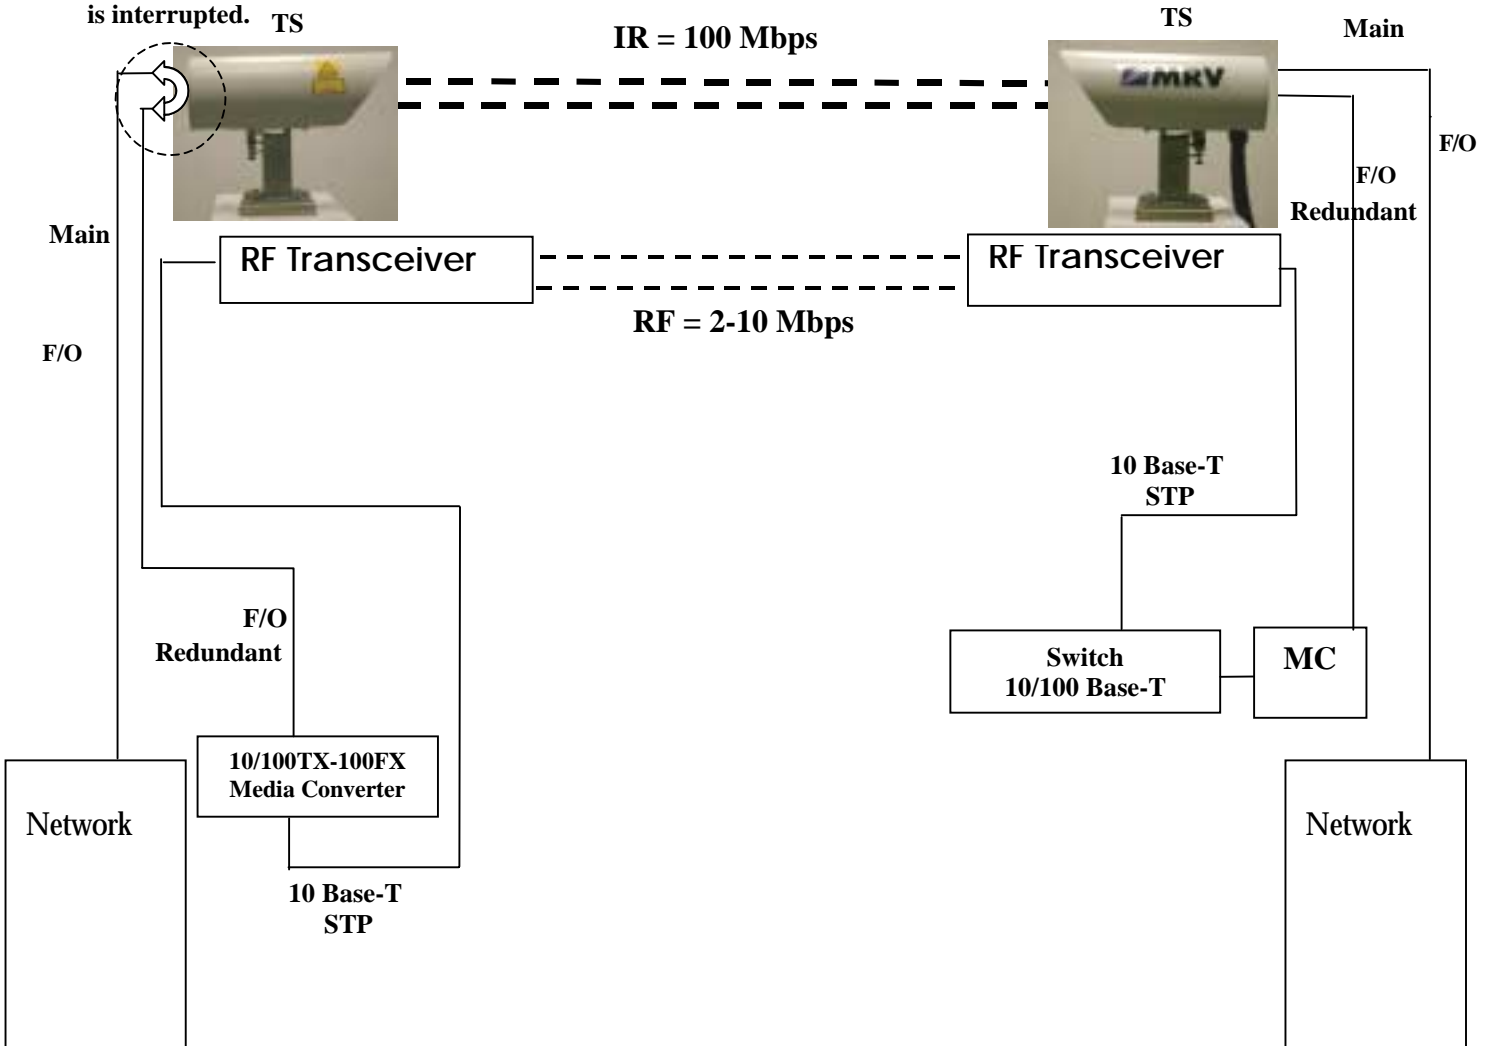 is interrupted.
TS
IR = 100 Mbps
TS
Main
MRV
F/O
F/O
Redundant
Main
RF Transceiver
RF Transceiver
RF = 2-10 Mbps
F/O
10 Base-T
STP
F/O
Redundant
Switch
10/100 Base-T
MC
10/100TX-100FX
Media Converter
Network
Network
10 Base-T
STP